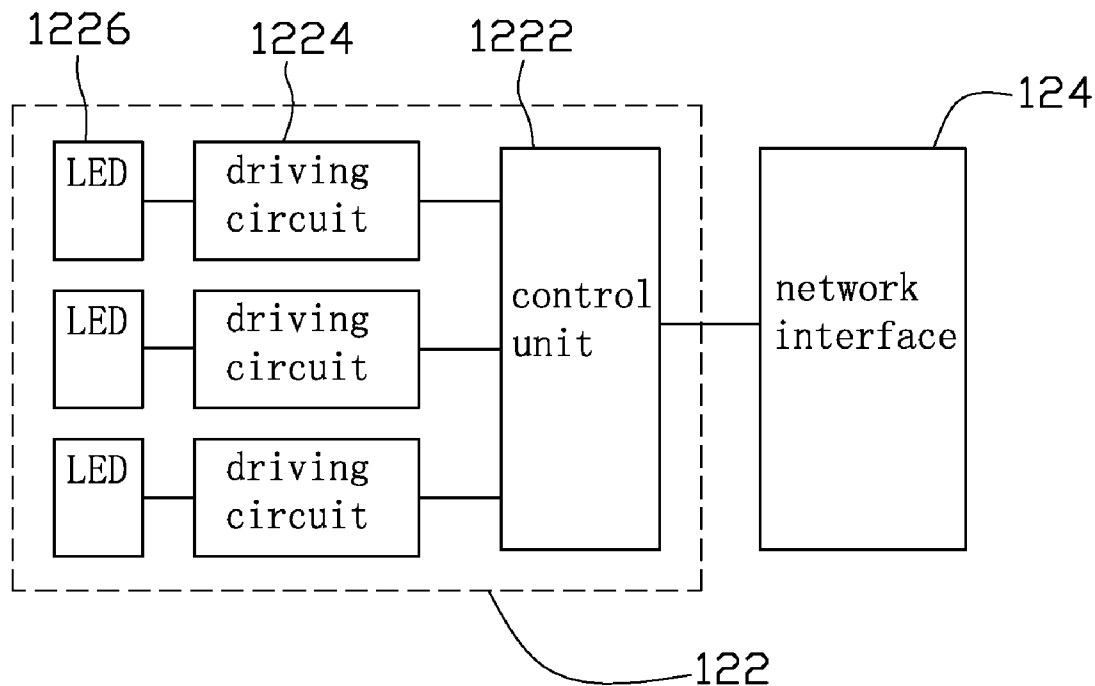 1226
1224
1222
124
LED
driving
circuit
LED
driving
circuit
LED
driving
circuit
control
unit
network
interface
122